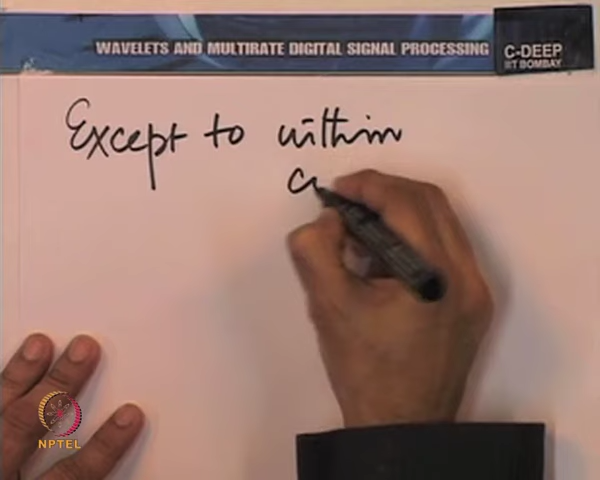 WAVELETS AND MULTIRATE DIGITAL SIGNAL PROCESSING
C-DEEP
IIT BOMBAY
Except to within
a
NPTEL